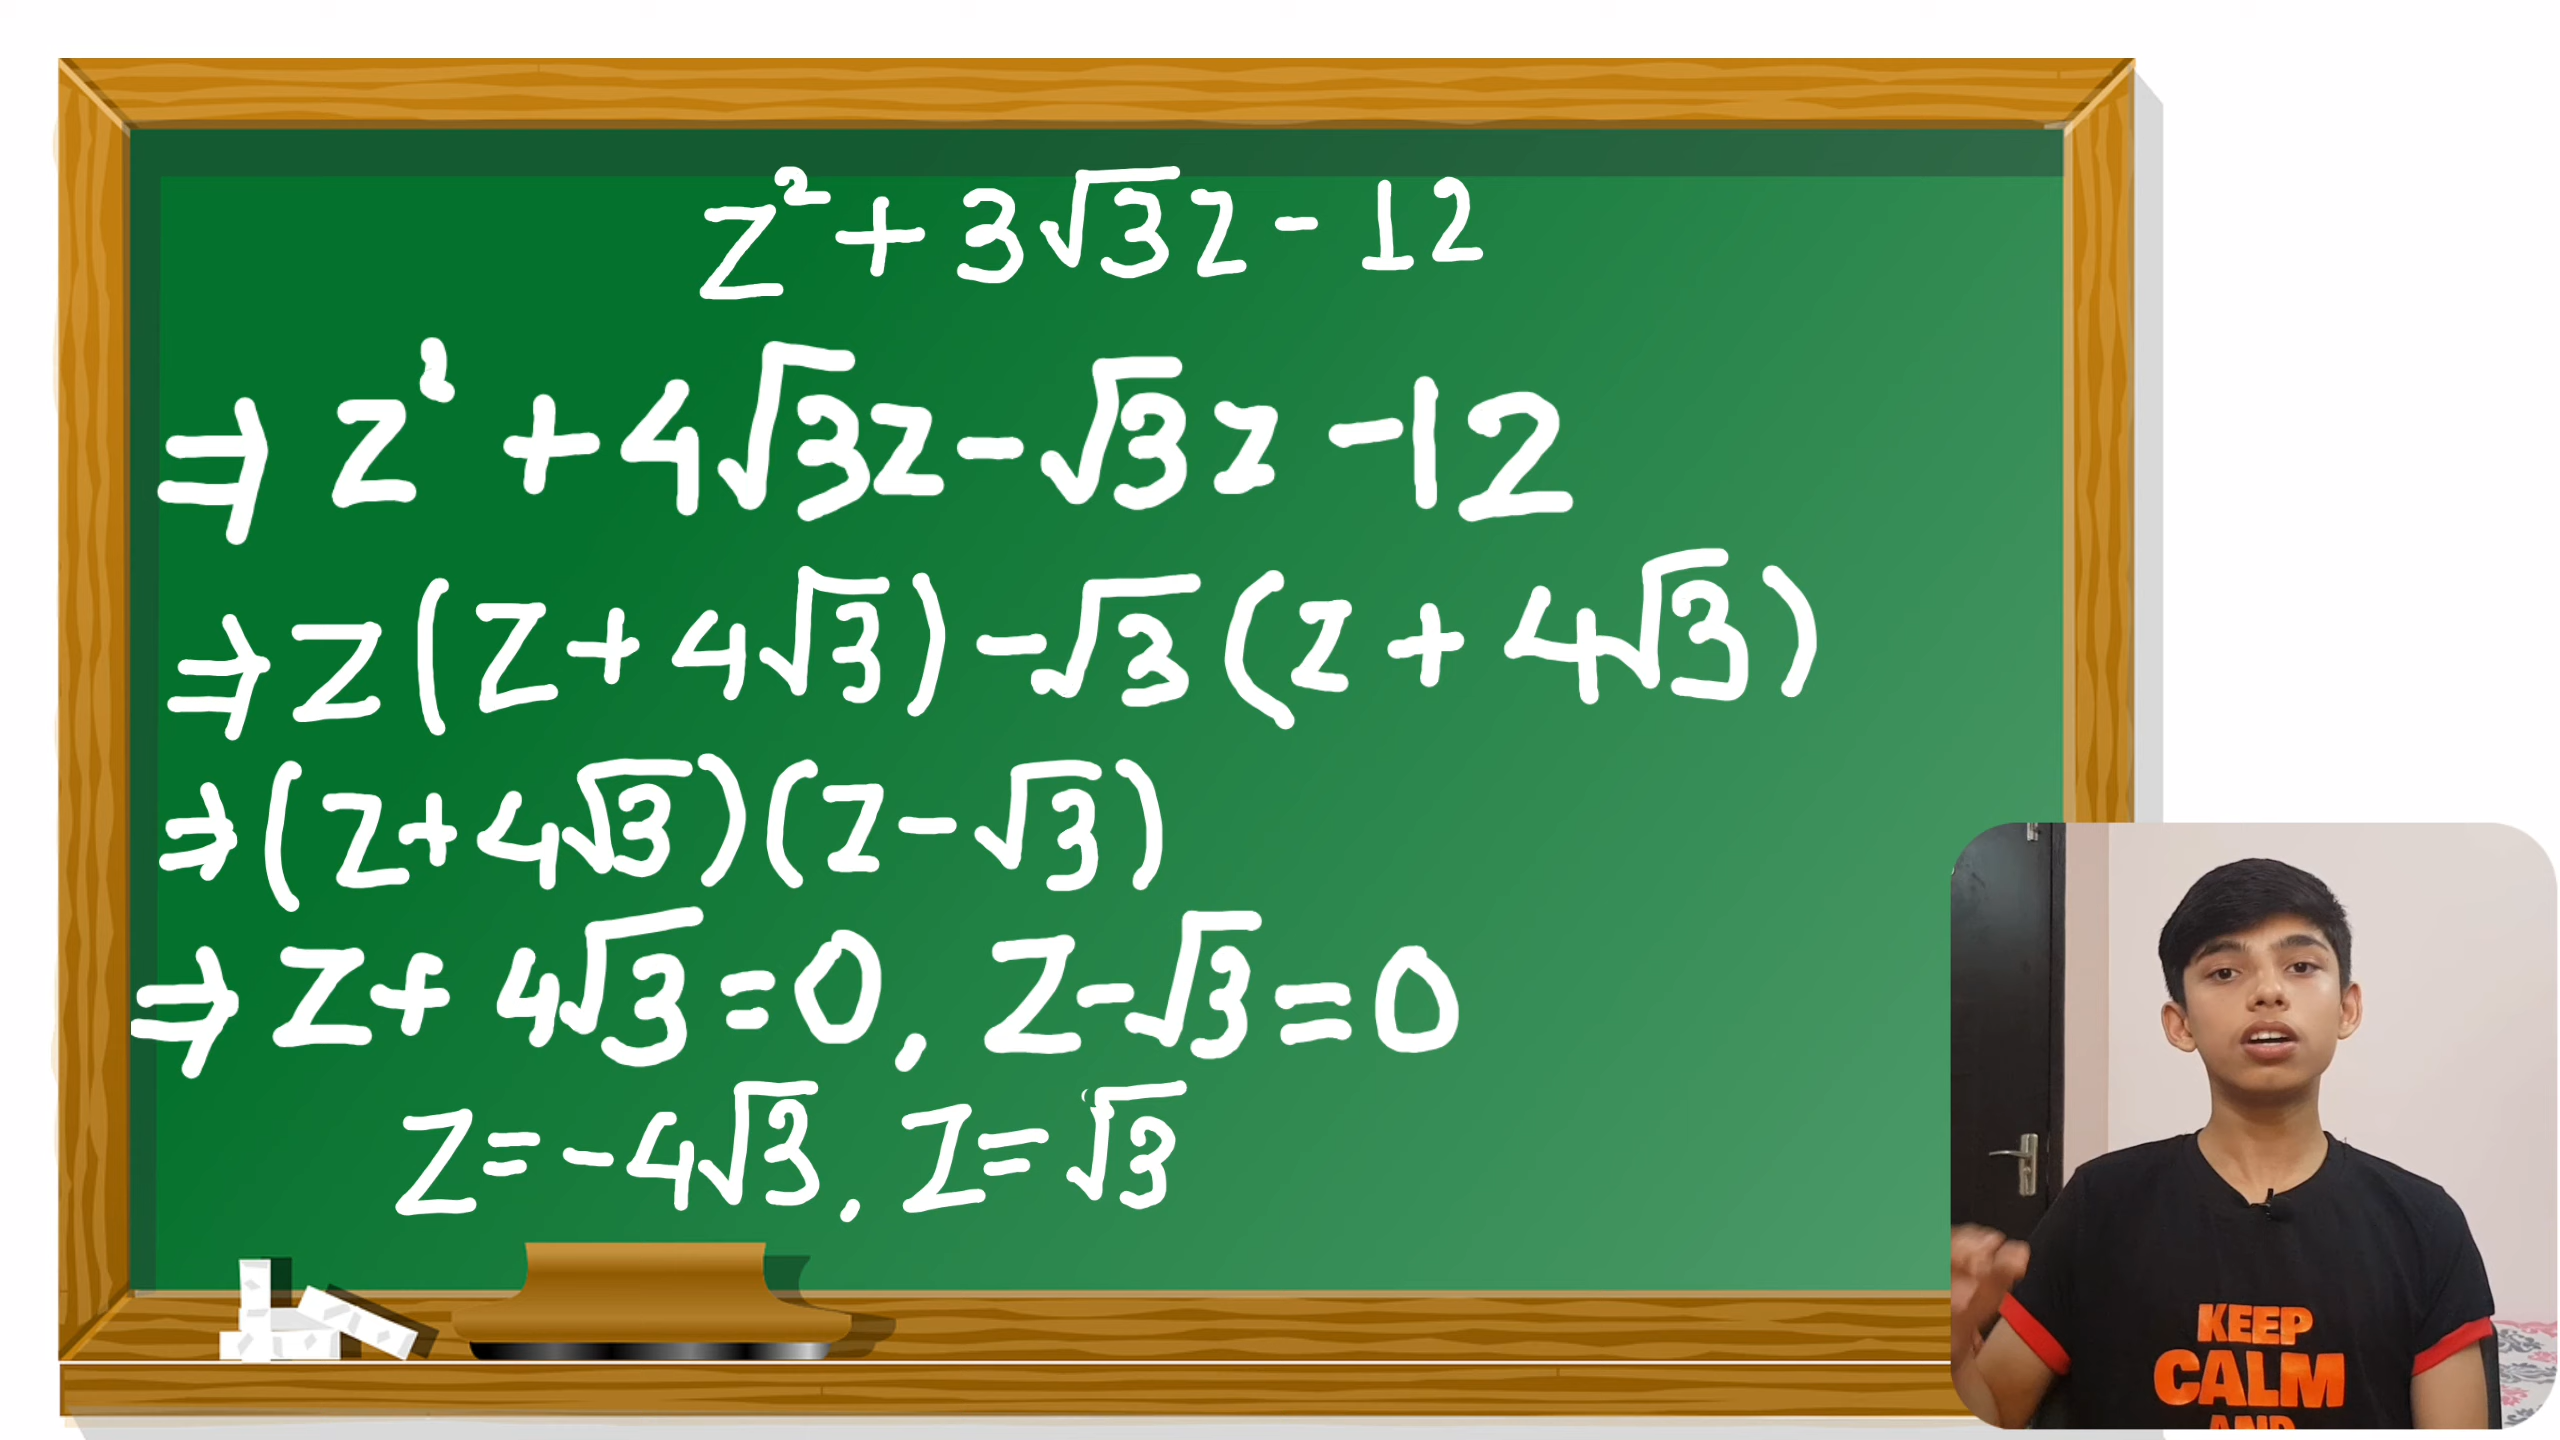 z² + 3√3z - 12
⇒ z² + 4√3z - √3z - 12
⇒ z(z + 4√3) - √3(z + 4√3)
⇒ (z + 4√3)(z - √3)
⇒ z + 4√3 = 0, z - √3 = 0
z = -4√3, z = √3
KEEP
CALM
AND